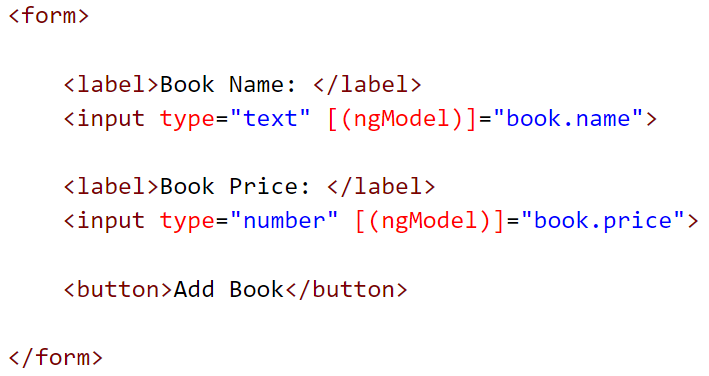 <form>
<label>Book Name: </label>
<input type="text" [(ngModel)]="book.name">
<label>Book Price: </label>
<input type="number" [(ngModel)]="book.price">
<button>Add Book</button>
</form>